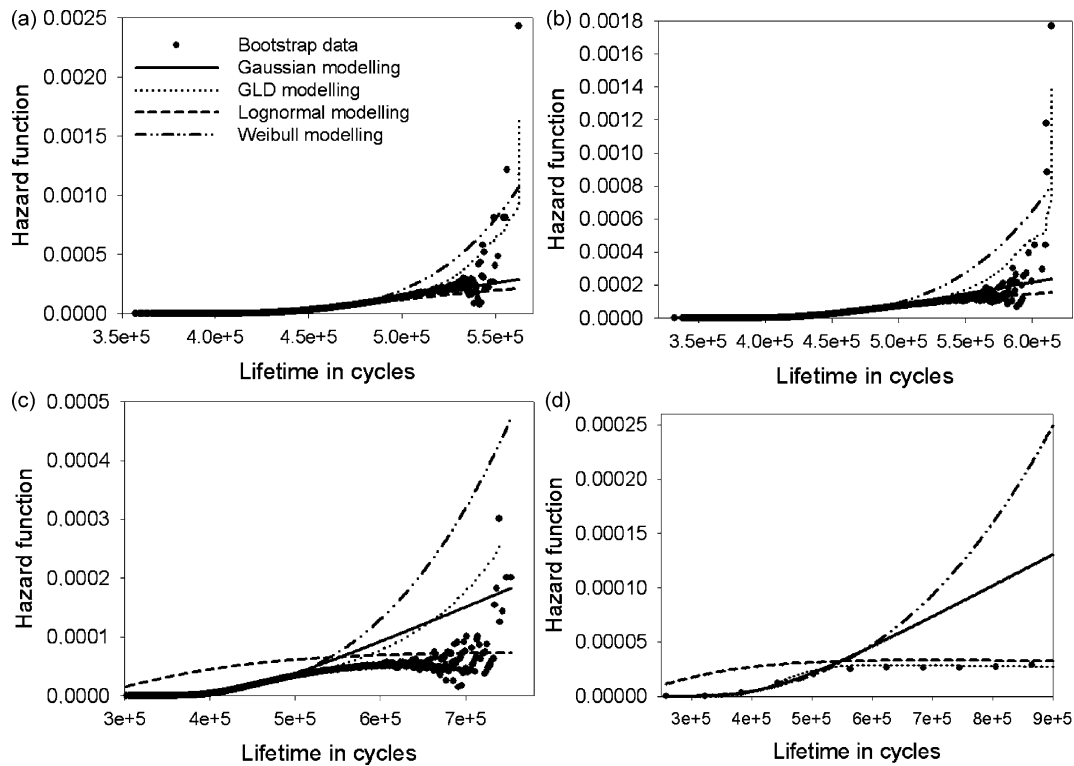 (a)
0.0025
0.0020
0.0015
0.0010
0.0005
0.0000
Hazard function
Bootstrap data
Gaussian modelling
GLD modelling
Lognormal modelling
Weibull modelling
3.5e+5 4.0e+5 4.5e+5 5.0e+5 5.5e+5
Lifetime in cycles
(b)
0.0018
0.0016
0.0014
0.0012
0.0010
0.0008
0.0006
0.0004
0.0002
0.0000
Hazard function
3.5e+5 4.0e+5 4.5e+5 5.0e+5 5.5e+5 6.0e+5
Lifetime in cycles
(c)
0.0005
0.0004
0.0003
0.0002
0.0001
0.0000
Hazard function
3e+5 4e+5 5e+5 6e+5 7e+5
Lifetime in cycles
(d)
0.00025
0.00020
0.00015
0.00010
0.00005
0.00000
Hazard function
3e+5 4e+5 5e+5 6e+5 7e+5 8e+5 9e+5
Lifetime in cycles